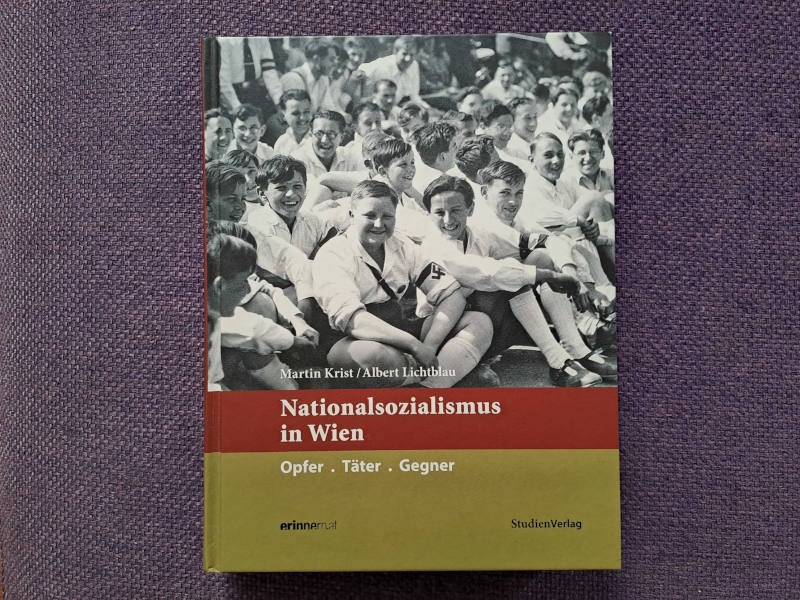 Martin Krist / Albert Lichtblau
Nationalsozialismus
in Wien
Opfer . Täter . Gegner
erinnern.at
StudienVerlag